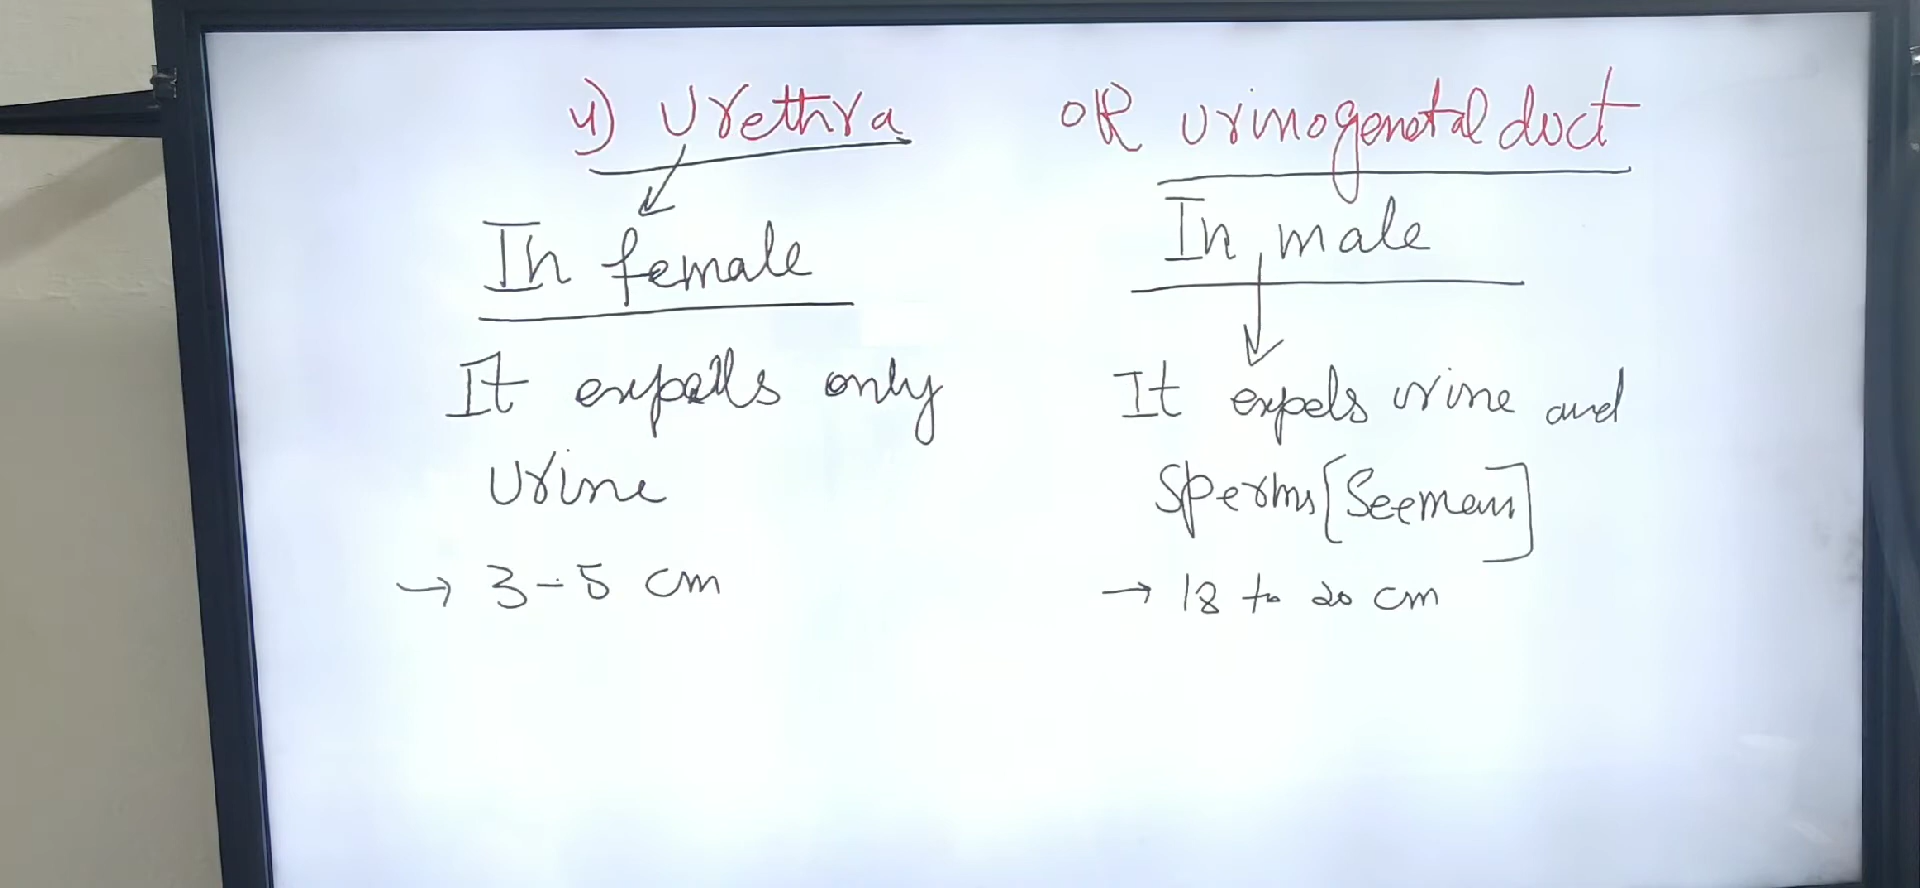 4) Urethra OR urinogenetal duct
In female
In male
It expells only
urine
It expels urine and
Sperms [Seemen]
→ 3-5 cm
→ 18 to 20 cm